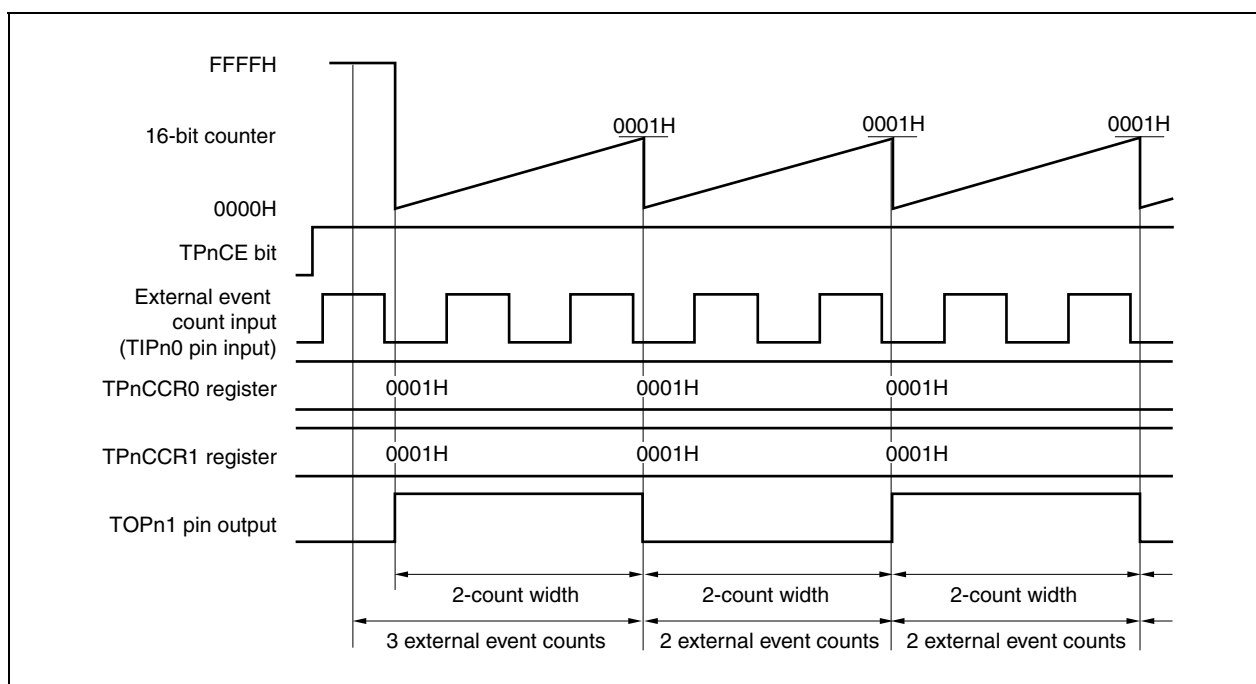 FFFFH
16-bit counter
0001H 0001H 0001H
0000H
TPnCE bit
External event
count input
(TIPn0 pin input)
TPnCCR0 register 0001H 0001H 0001H
TPnCCR1 register 0001H 0001H 0001H
TOPn1 pin output
2-count width 2-count width 2-count width
3 external event counts 2 external event counts 2 external event counts